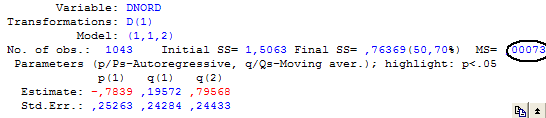 Variable: DNORD
Transformations: D(1)
Model: (1,1,2)
No. of obs.: 1043 Initial SS= 1,5063 Final SS= ,76369(50,70%) MS= ,00073
Parameters (p/Ps-Autoregressive, q/Qs-Moving aver.); highlight: p<.05
p(1) q(1) q(2)
Estimate: -,7839 ,19572 ,79568
Std.Err.: ,25263 ,24284 ,24433